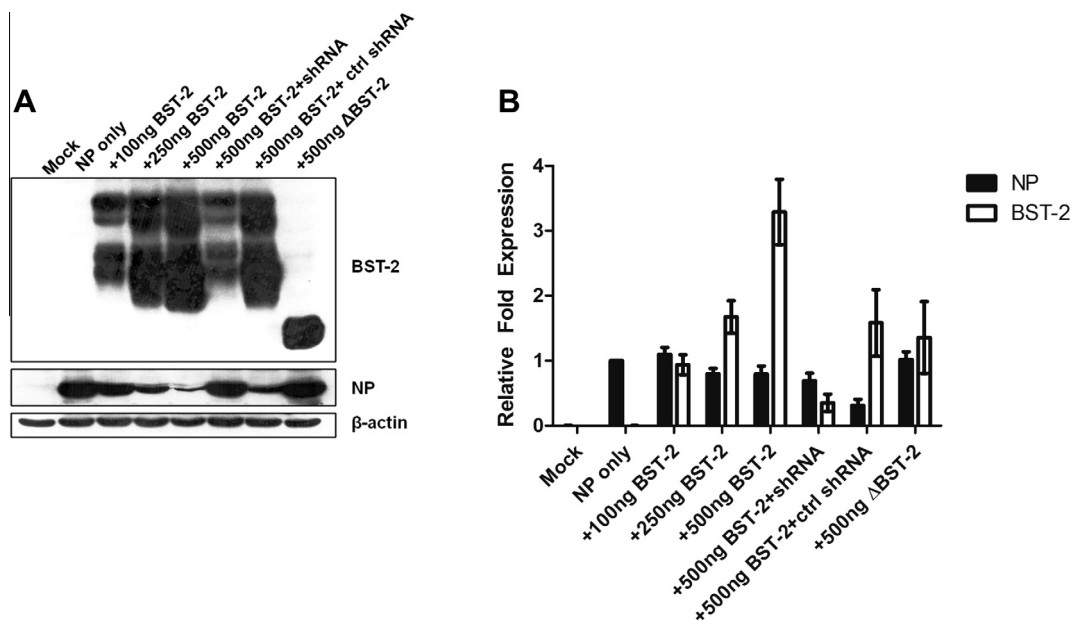 A
Mock
NP only
+100ng BST-2
+250ng BST-2
+500ng BST-2
+500ng BST-2+shRNA
+500ng BST-2+ ctrl shRNA
+500ng ΔBST-2
BST-2
NP
β-actin
B
Relative Fold Expression
4
3
2
1
0
Mock
NP only
+100ng BST-2
+250ng BST-2
+500ng BST-2
+500ng BST-2+shRNA
+500ng BST-2+ctrl shRNA
+500ng ΔBST-2
NP
BST-2